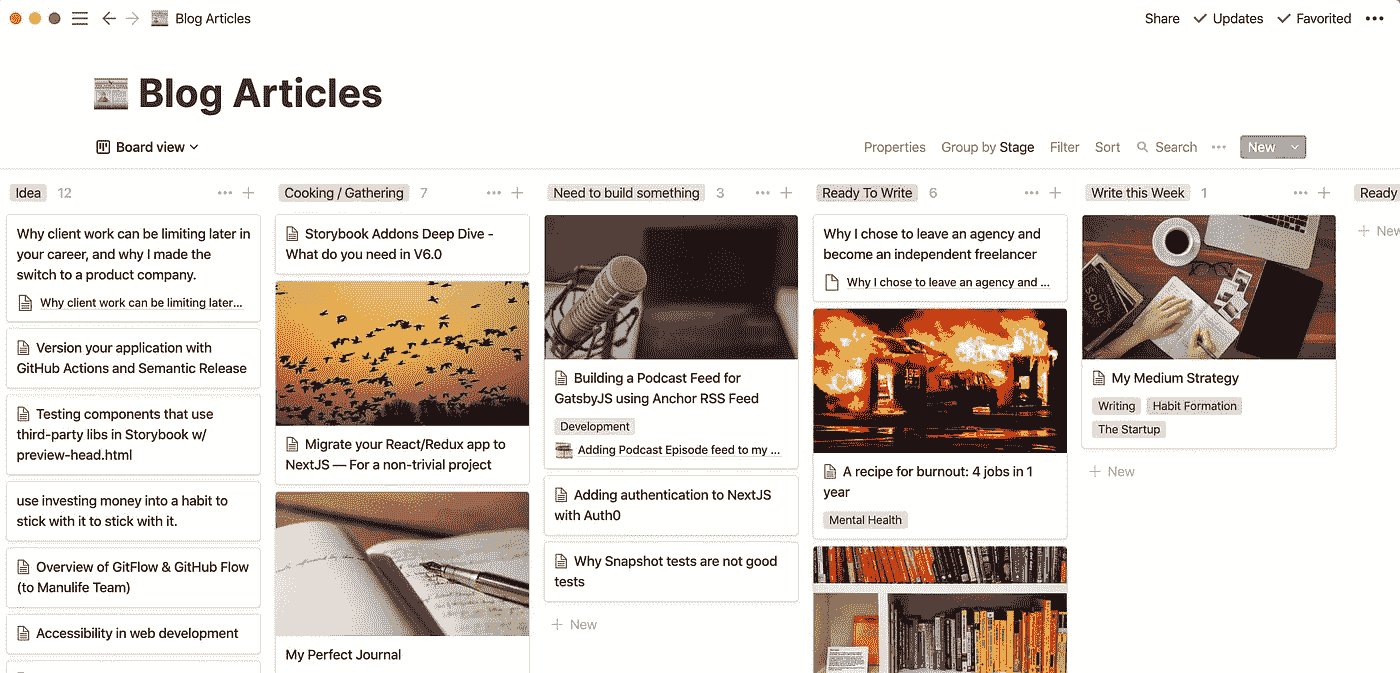 Blog Articles
Share
Updates
Favorited
Blog Articles
Board view
Properties
Group by Stage
Filter
Sort
Search
New
Idea 12
Why client work can be limiting later in
your career, and why I made the
switch to a product company.
Why client work can be limiting later...
Version your application with
GitHub Actions and Semantic Release
Testing components that use
third-party libs in Storybook w/
preview-head.html
use investing money into a habit to
stick with it to stick with it.
Overview of GitFlow & GitHub Flow
(to Manulife Team)
Accessibility in web development
Cooking / Gathering 7
Storybook Addons Deep Dive -
What do you need in V6.0
Migrate your React/Redux app to
NextJS — For a non-trivial project
My Perfect Journal
Need to build something 3
Building a Podcast Feed for
GatsbyJS using Anchor RSS Feed
Development
Adding Podcast Episode feed to my ...
Adding authentication to NextJS
with Auth0
Why Snapshot tests are not good
tests
New
Ready To Write 6
Why I chose to leave an agency and
become an independent freelancer
Why I chose to leave an agency and ...
A recipe for burnout: 4 jobs in 1
year
Mental Health
Write this Week 1
SOUL
My Medium Strategy
Writing
Habit Formation
The Startup
New
Ready
New